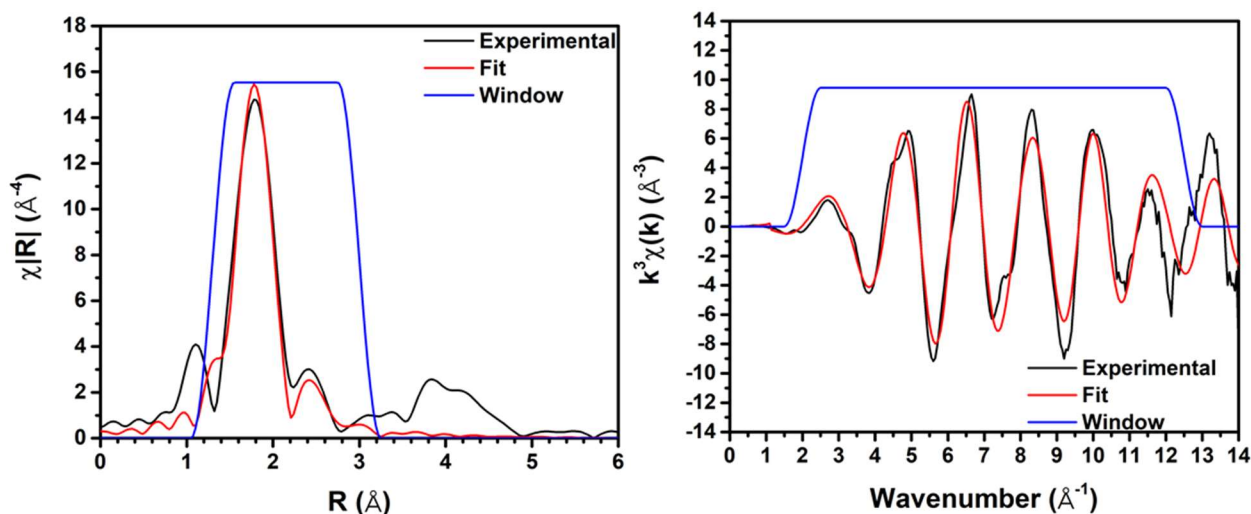 18
16
14
12
10
8
6
4
2
0
χ|R| (Å⁻⁴)
Experimental
Fit
Window
0 1 2 3 4 5 6
R (Å)
14
12
10
8
6
4
2
0
-2
-4
-6
-8
-10
-12
-14
k³χ(k) (Å⁻³)
Experimental
Fit
Window
0 1 2 3 4 5 6 7 8 9 10 11 12 13 14
Wavenumber (Å⁻¹)